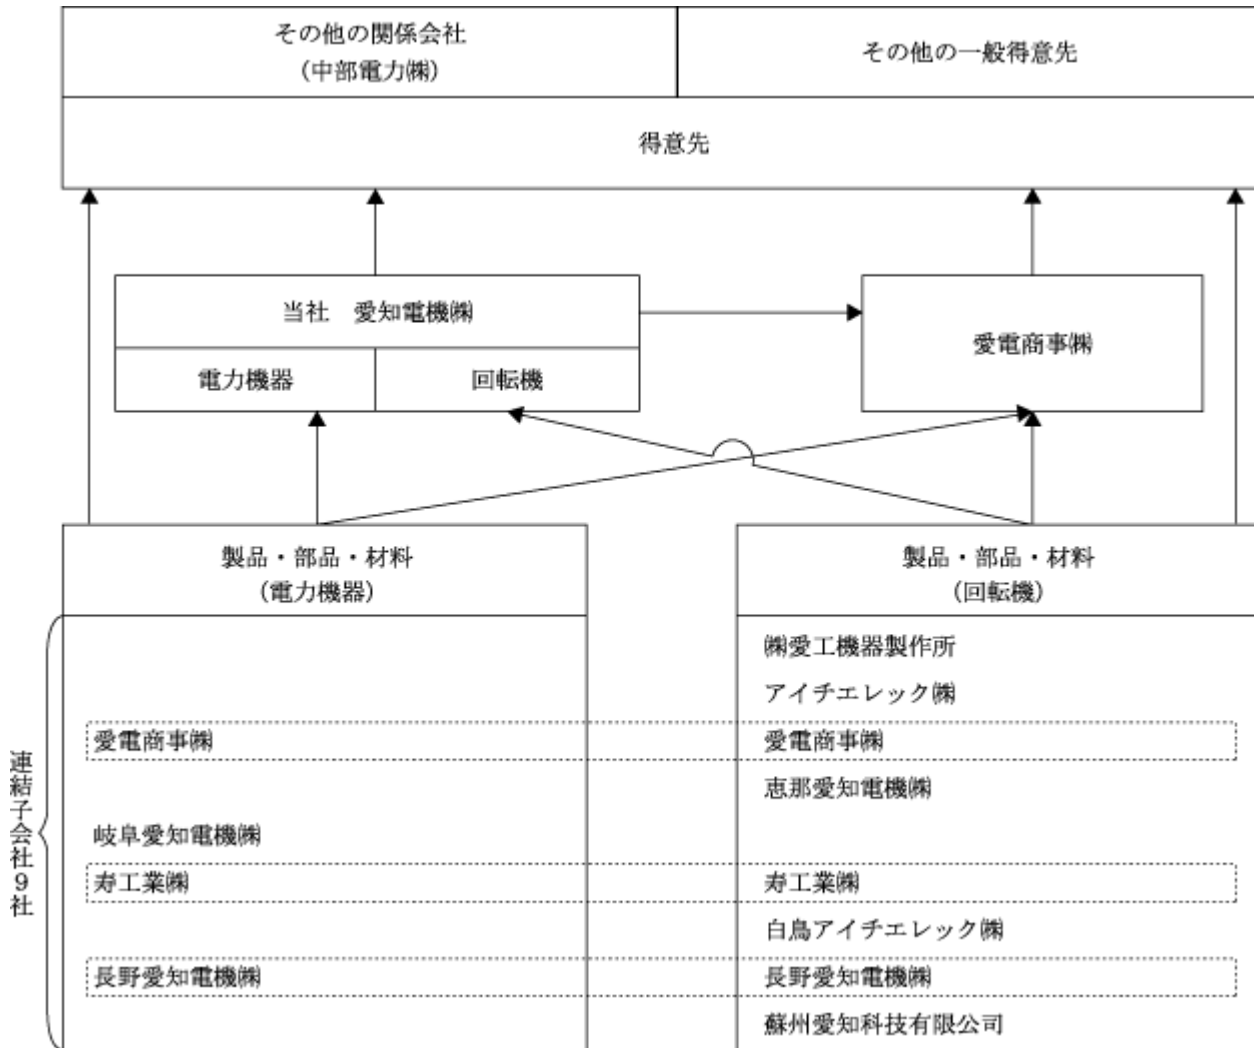 その他の関係会社
(中部電力㈱)
その他の一般得意先
得意先
当社　愛知電機㈱
電力機器
回転機
愛電商事㈱
製品・部品・材料
(電力機器)
製品・部品・材料
(回転機)
連結子会社9社
㈱愛工機器製作所
アイチエレック㈱
愛電商事㈱
愛電商事㈱
恵那愛知電機㈱
岐阜愛知電機㈱
寿工業㈱
寿工業㈱
白鳥アイチエレック㈱
長野愛知電機㈱
長野愛知電機㈱
蘇州愛知科技有限公司